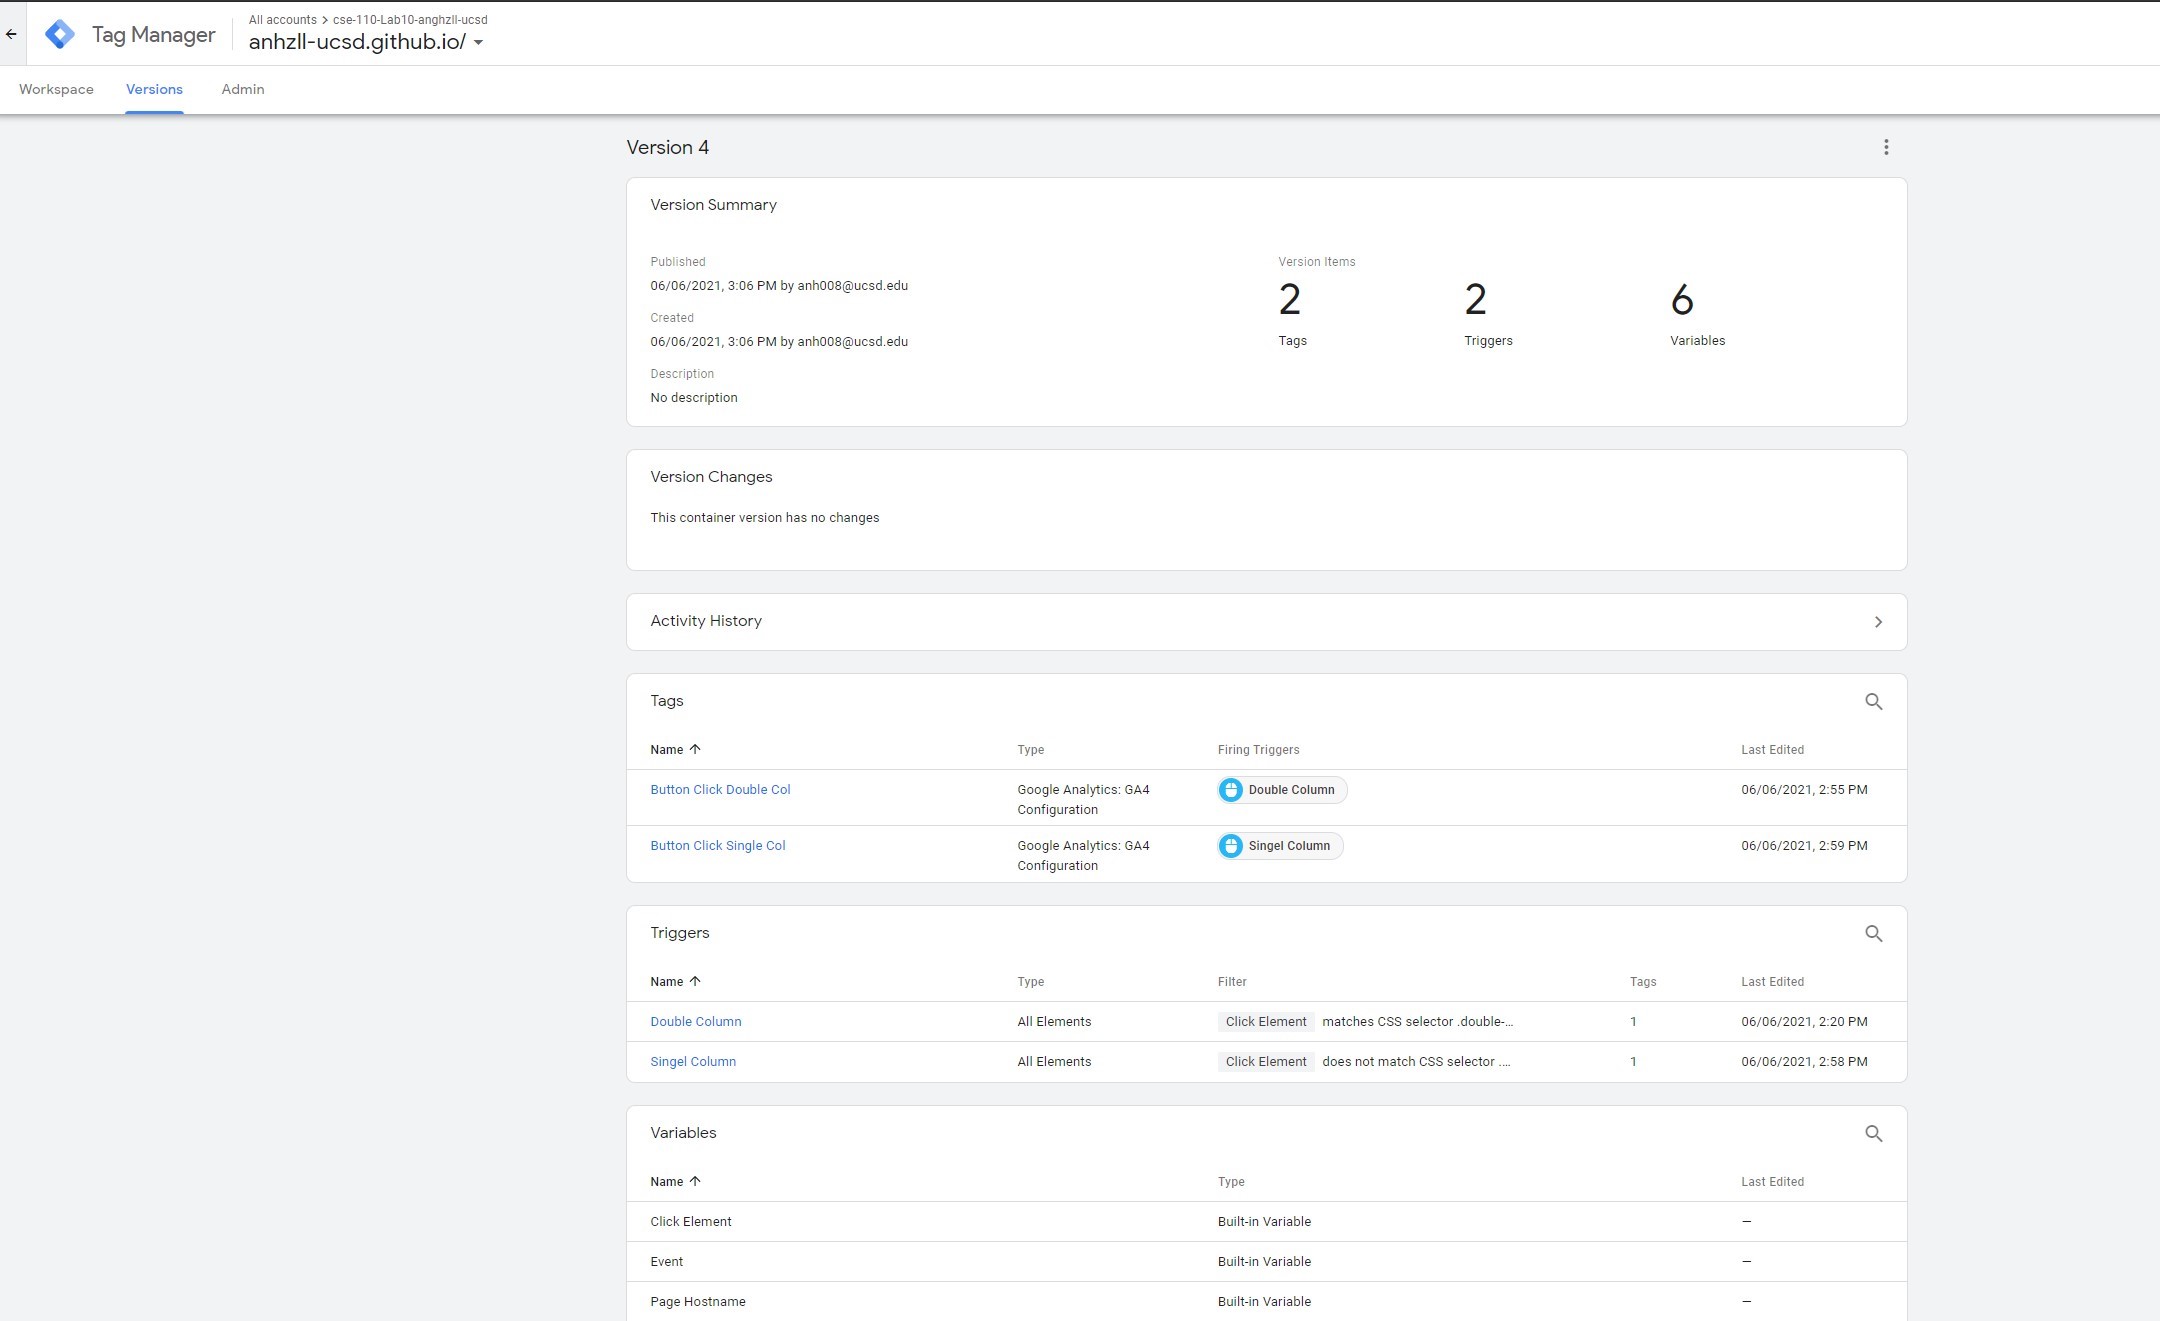 Tag Manager
All accounts > cse-110-Lab10-anghzll-ucsd
anhzll-ucsd.github.io/
Workspace Versions Admin
Version 4
Version Summary
Published
06/06/2021, 3:06 PM by anh008@ucsd.edu
Created
06/06/2021, 3:06 PM by anh008@ucsd.edu
Description
No description
Version Items
2 2 6
Tags Triggers Variables
Version Changes
This container version has no changes
Activity History
Tags
Name Type Firing Triggers Last Edited
Button Click Double Col Google Analytics: GA4 Double Column 06/06/2021, 2:55 PM
Configuration
Button Click Single Col Google Analytics: GA4 Singel Column 06/06/2021, 2:59 PM
Configuration
Triggers
Name Type Filter Tags Last Edited
Double Column All Elements Click Element matches CSS selector .double-... 1 06/06/2021, 2:20 PM
Singel Column All Elements Click Element does not match CSS selector .... 1 06/06/2021, 2:58 PM
Variables
Name Type Last Edited
Click Element Built-in Variable —
Event Built-in Variable —
Page Hostname Built-in Variable —